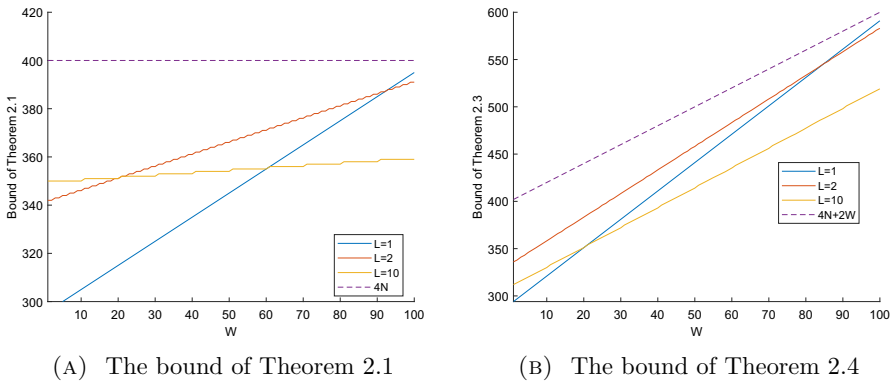 420
400
380
360
340
320
300
Bound of Theorem 2.1
10 20 30 40 50 60 70 80 90 100
W
L=1
L=2
L=10
4N
(A) The bound of Theorem 2.1
600
550
500
450
400
350
300
Bound of Theorem 2.3
10 20 30 40 50 60 70 80 90 100
W
L=1
L=2
L=10
4N+2W
(B) The bound of Theorem 2.4